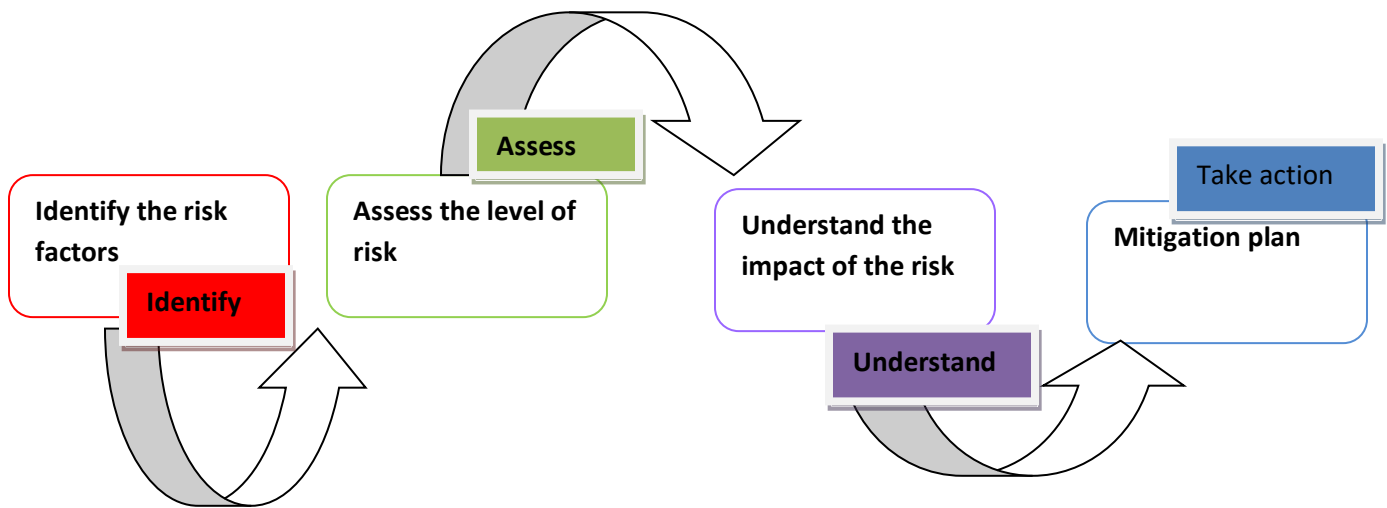 Identify the risk
factors
Identify
Assess
Assess the level of
risk
Understand the
impact of the risk
Understand
Take action
Mitigation plan